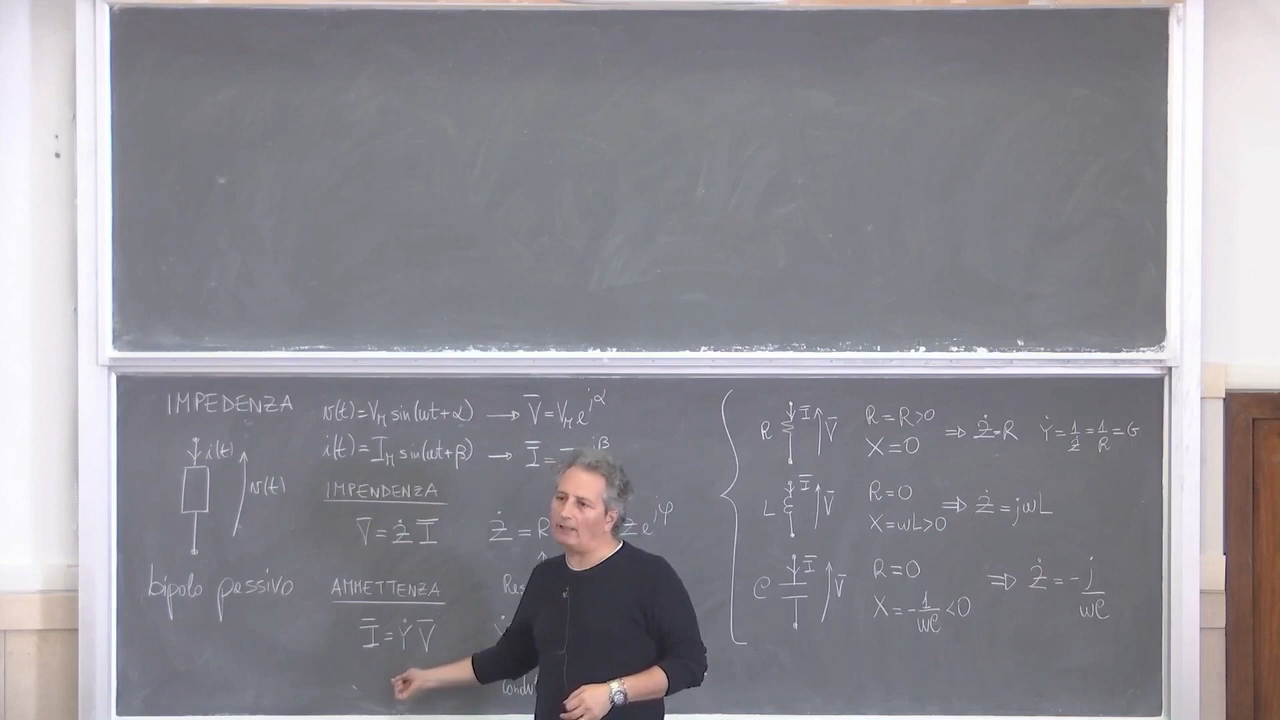 IMPEDENZA
i(t)
v(t)
bipolo passivo
v(t)=V_M sin(ωt+α) → V̅=V_M e^{jα}
i(t)=I_M sin(ωt+β) → I̅= e^{jβ}
IMPENDENZA
V̅=Ż I̅
Ż=R
z e^{jφ}
AMMETTENZA
I̅=Ẏ V̅
R I̅ V̅ R=R>0 X=0 ⇒ Ż=R Ẏ=1/Ż=1/R=G
L I̅ V̅ R=0 X=ωL>0 ⇒ Ż=jωL
C I̅ V̅ R=0 X=-1/ωC<0 ⇒ Ż=-j/ωC